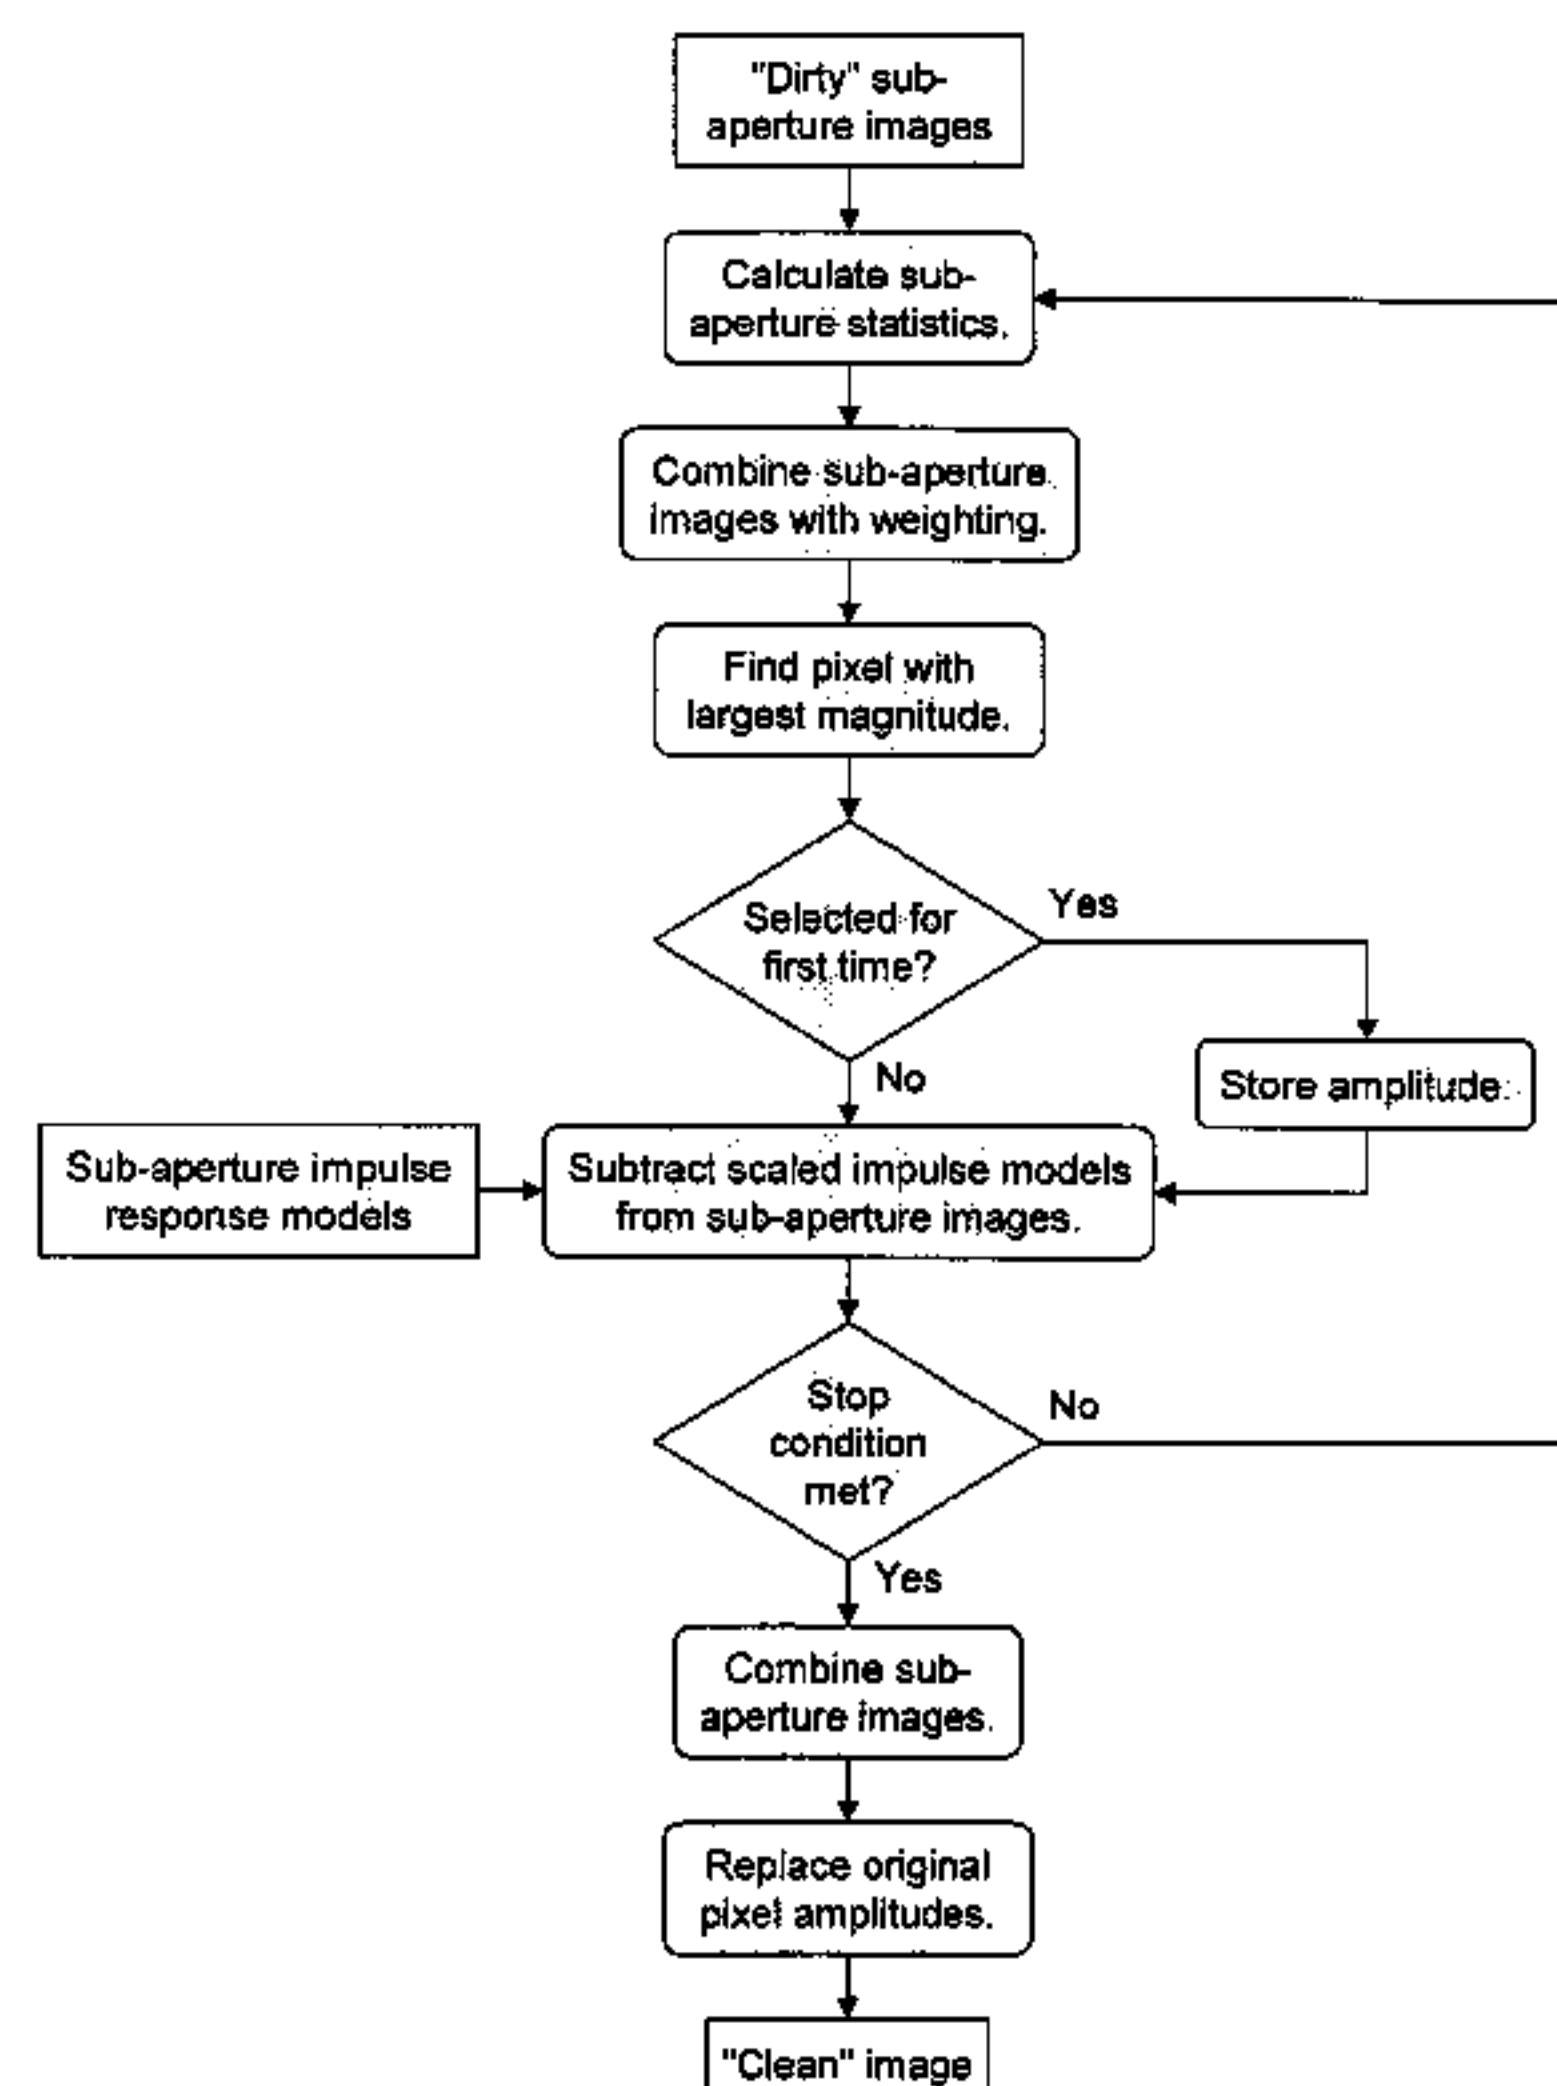 "Dirty" sub-
aperture images
Calculate sub-
aperture statistics.
Combine sub-aperture
images with weighting.
Find pixel with
largest magnitude.
Selected for
first time?
Yes
Store amplitude.
No
Sub-aperture impulse
response models
Subtract scaled impulse models
from sub-aperture images.
Stop
condition
met?
No
Yes
Combine sub-
aperture images.
Replace original
pixel amplitudes.
"Clean" image